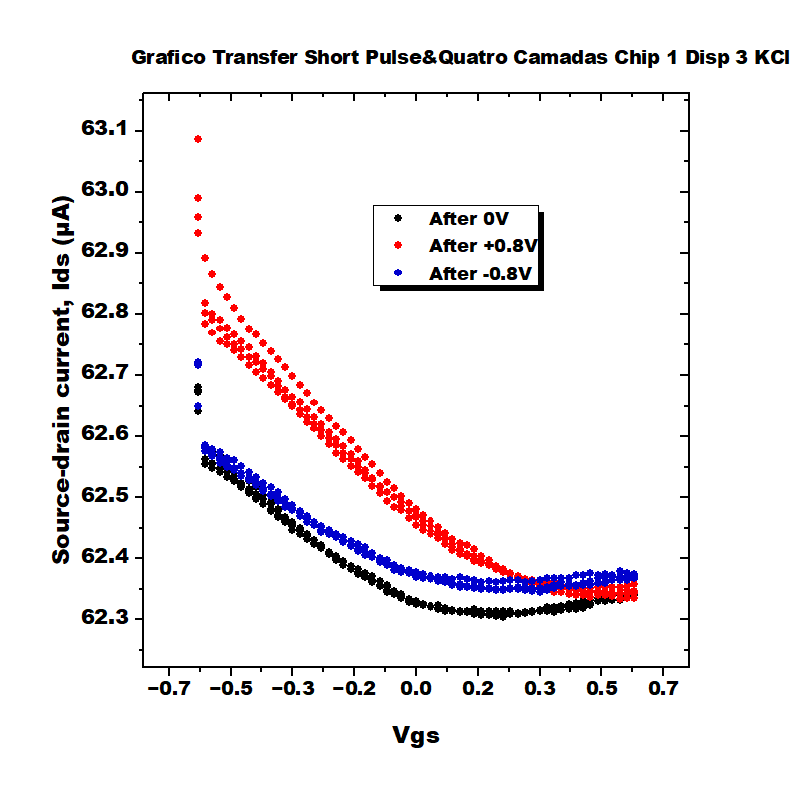 Grafico Transfer Short Pulse&Quatro Camadas Chip 1 Disp 3 KCl
63.1
63.0
62.9
62.8
62.7
62.6
62.5
62.4
62.3
Source-drain current, Ids (µA)
After 0V
After +0.8V
After -0.8V
−0.7 −0.5 −0.3 −0.2 0.0 0.2 0.3 0.5 0.7
Vgs